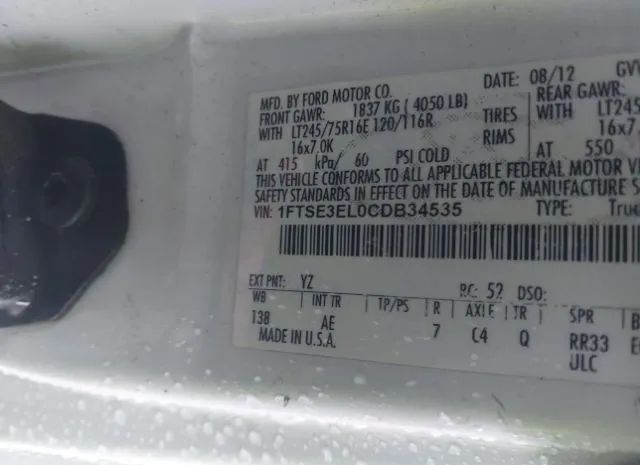 MFD. BY FORD MOTOR CO.
DATE: 08/12
FRONT GAWR: 1837 KG ( 4050 LB)
REAR GAWR:
WITH LT245/75R16E 120/116R TIRES WITH LT245
16x7.0K RIMS 16x7
AT 415 kPa/ 60 PSI COLD AT 550
THIS VEHICLE CONFORMS TO ALL APPLICABLE FEDERAL MOTOR VEH
SAFETY STANDARDS IN EFFECT ON THE DATE OF MANUFACTURE S
VIN: 1FTSE3EL0CDB34535 TYPE:
EXT PNT: YZ RC: 52 DSO:
WB INT TR TP/PS R AXLE TR SPR
138 AE 7 C4 Q RR33
MADE IN U.S.A. ULC